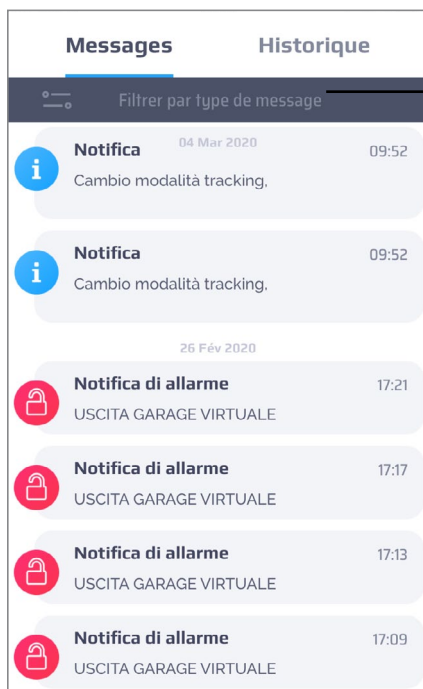 Messages Historique
Filtrer par type de message
04 Mar 2020
Notifica 09:52
Cambio modalità tracking,
Notifica 09:52
Cambio modalità tracking,
26 Fév 2020
Notifica di allarme 17:21
USCITA GARAGE VIRTUALE
Notifica di allarme 17:17
USCITA GARAGE VIRTUALE
Notifica di allarme 17:13
USCITA GARAGE VIRTUALE
Notifica di allarme 17:09
USCITA GARAGE VIRTUALE